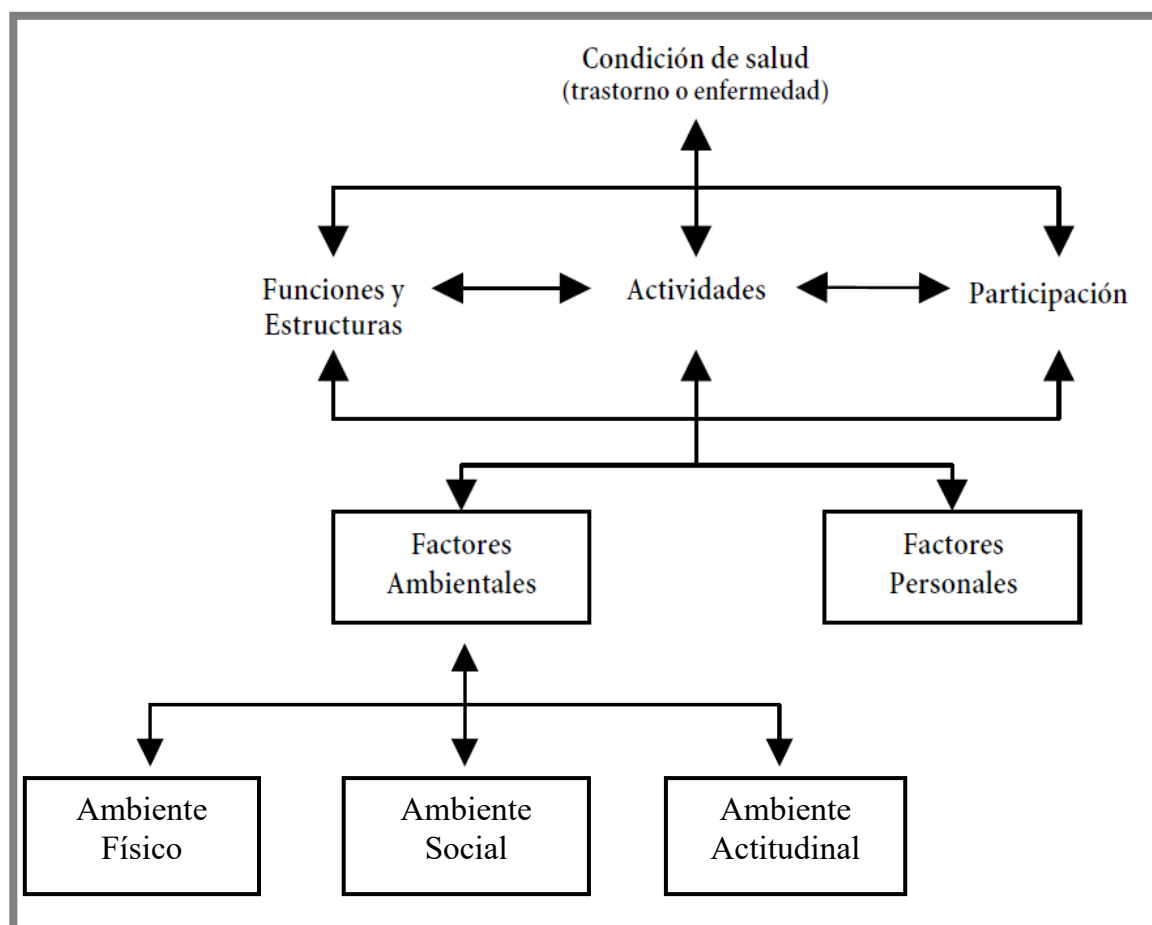 Condición de salud
(trastorno o enfermedad)
Funciones y
Estructuras
Actividades
Participación
Factores
Ambientales
Factores
Personales
Ambiente
Físico
Ambiente
Social
Ambiente
Actitudinal